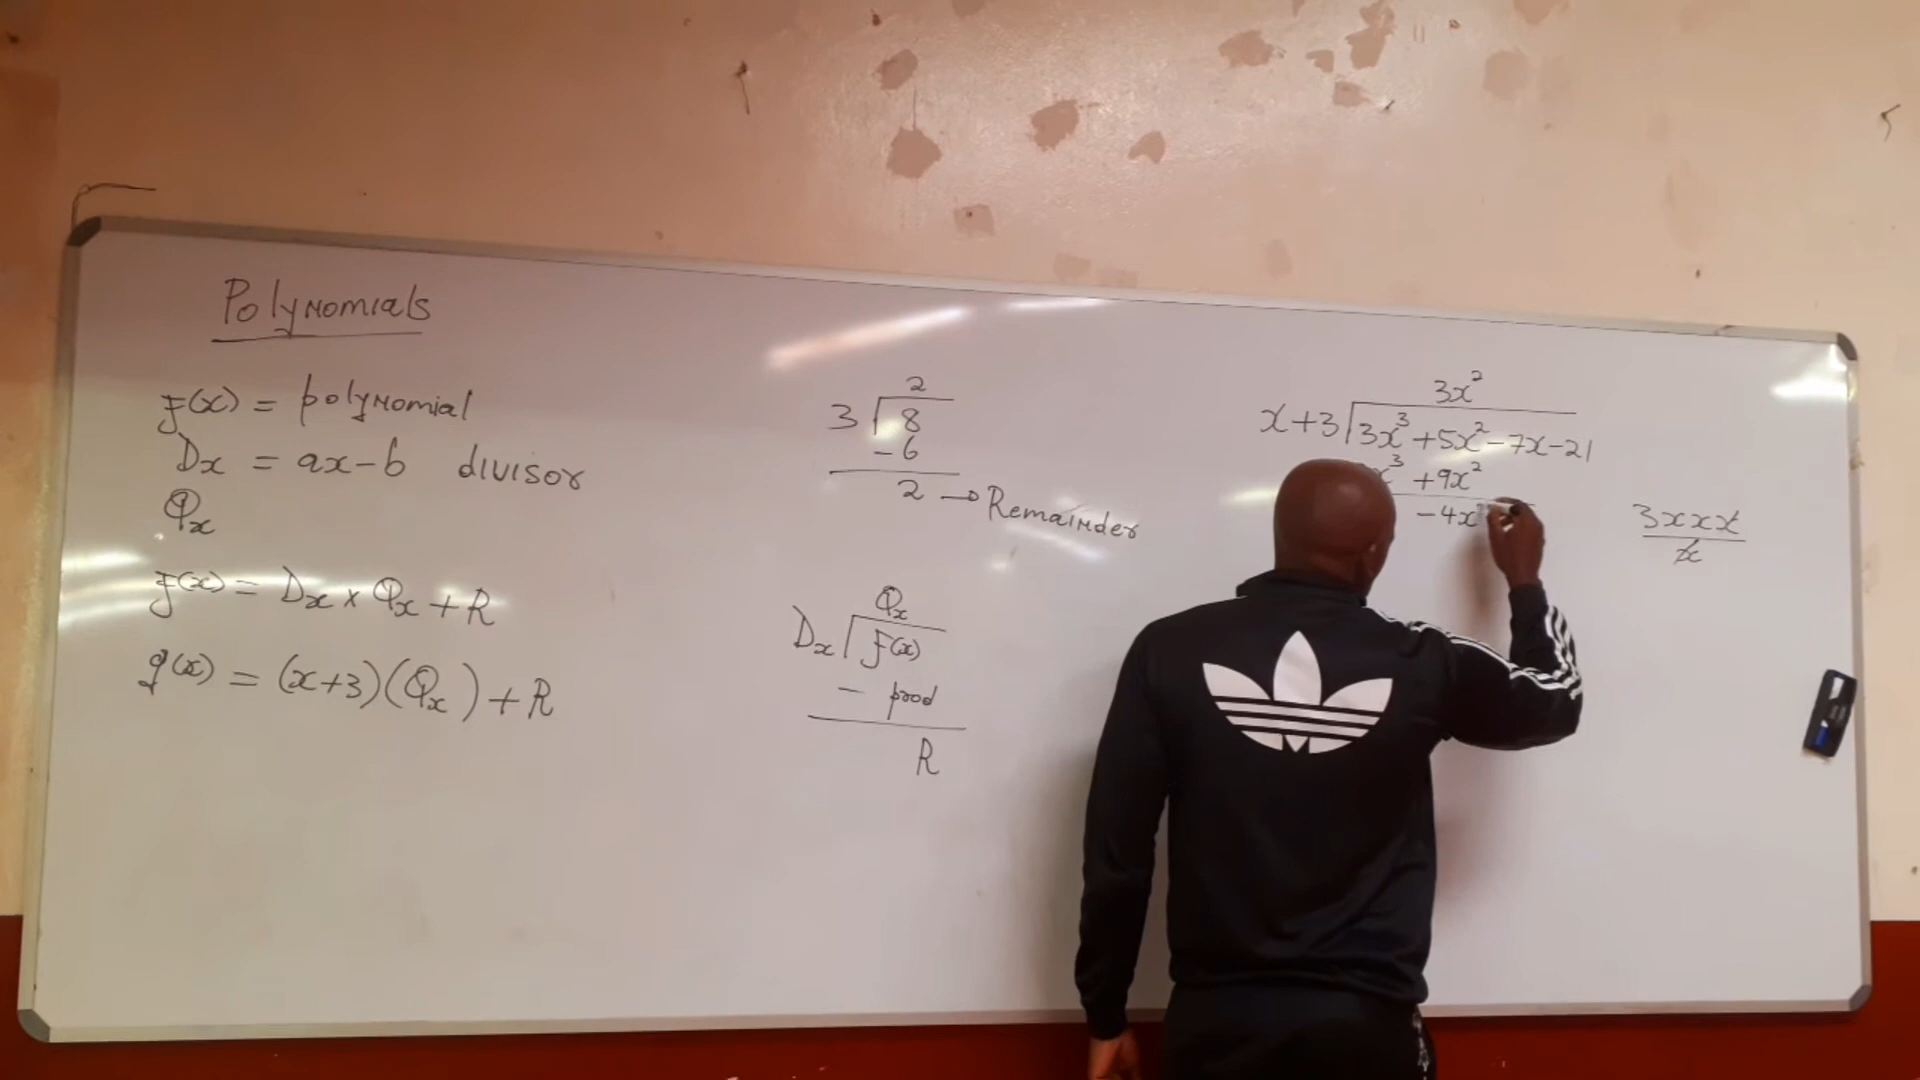 Polynomials
f(x) = polynomial
Dx = ax-b divisor
Qx
f(x) = Dx x Qx + R
g(x) = (x+3)(Qx) + R
2
3 8
- 6
2 → Remainder
Qx
Dx f(x)
- prod
R
3x²
x+3 3x³ +5x² -7x -21
x³ +9x²
- 4x²
3xxx
x